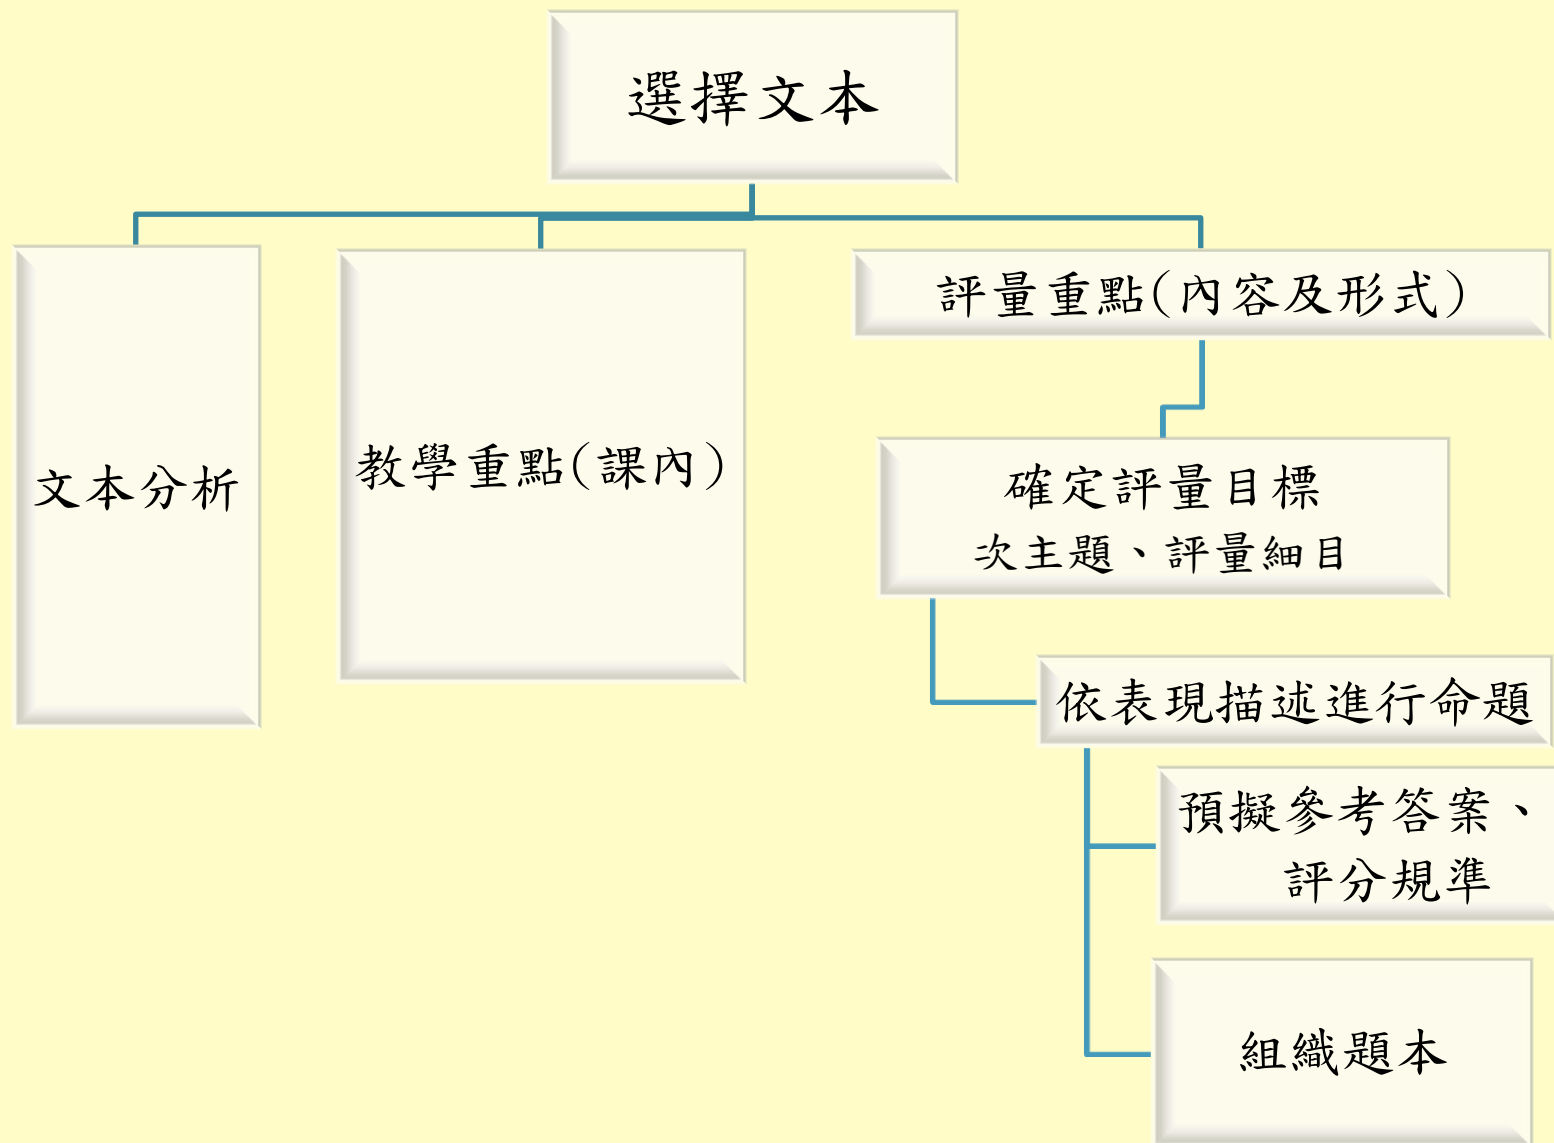 選擇文本
文本分析
教學重點(課內)
評量重點(內容及形式)
確定評量目標
次主題、評量細目
依表現描述進行命題
預擬參考答案、
評分規準
組織題本